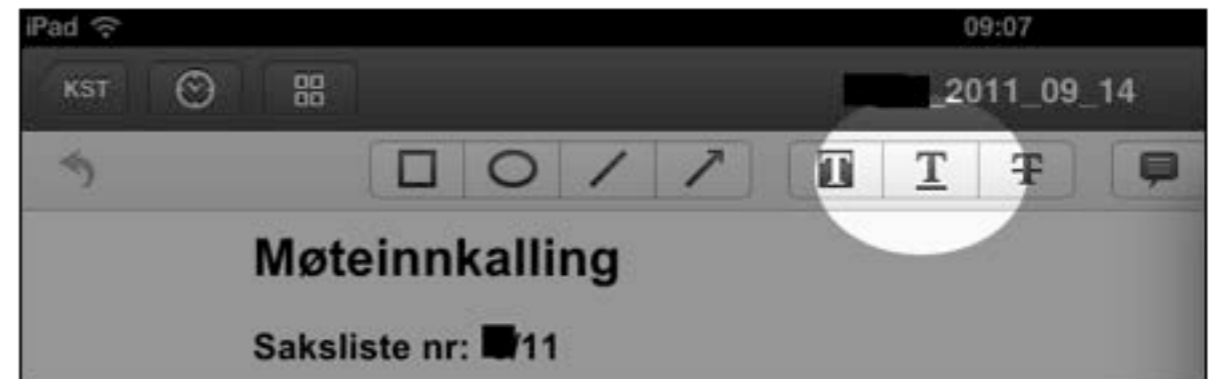 iPad 09:07
KST _2011_09_14
T T T
Møteinnkalling
Saksliste nr: /11